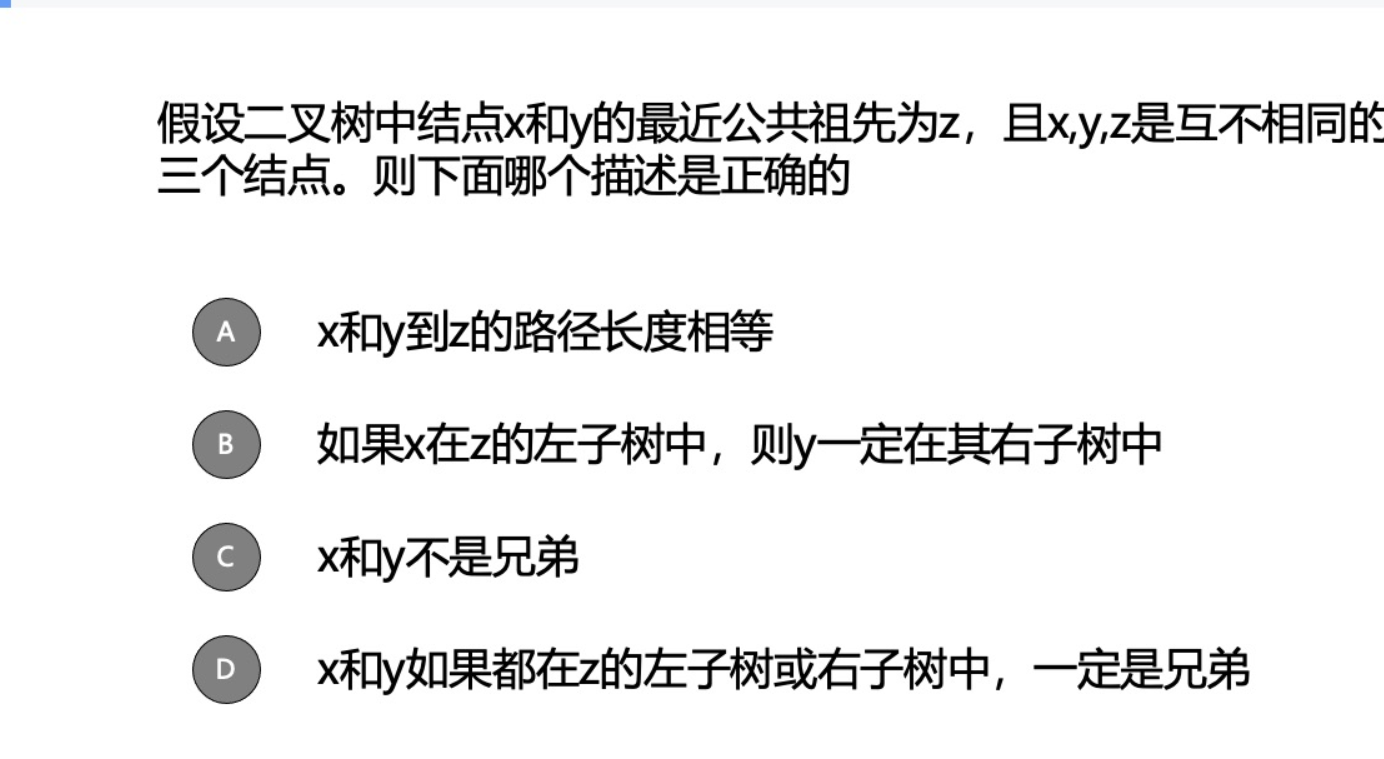 假设二叉树中结点x和y的最近公共祖先为z，且x,y,z是互不相同的
三个结点。则下面哪个描述是正确的
A x和y到z的路径长度相等
B 如果x在z的左子树中，则y一定在其右子树中
C x和y不是兄弟
D x和y如果都在z的左子树或右子树中，一定是兄弟